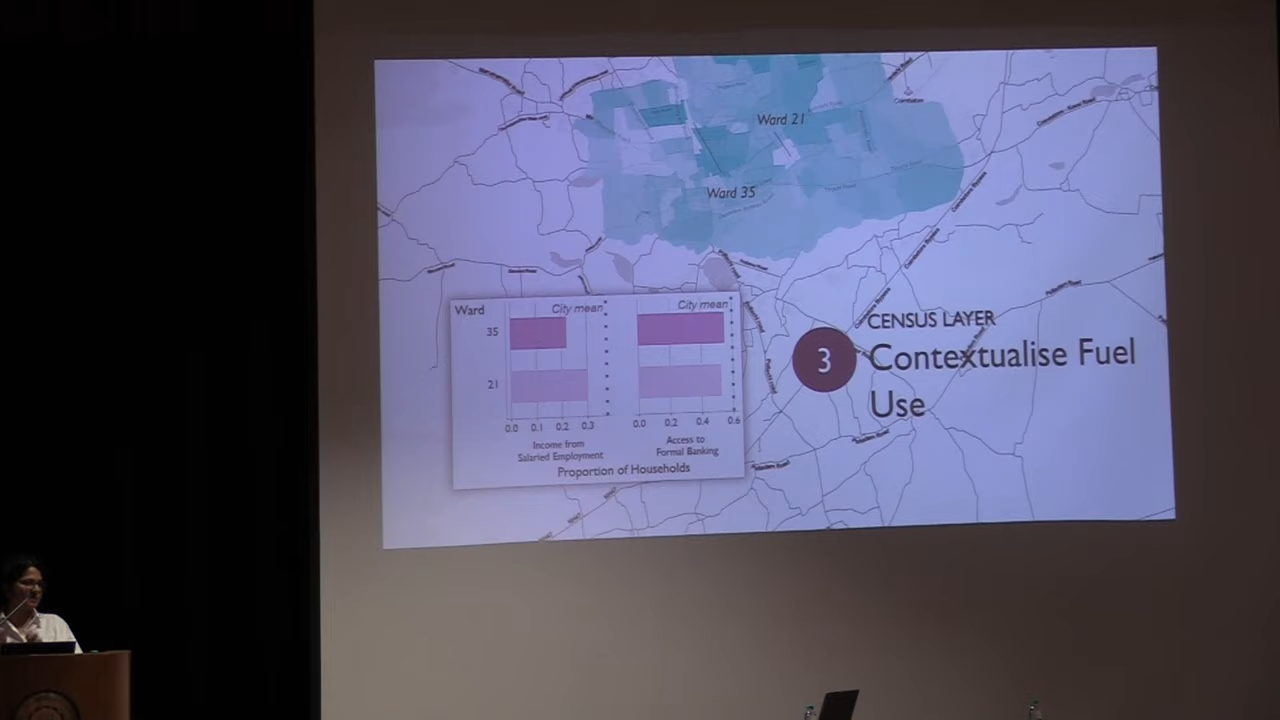 Ward 21
Ward 35
Ward
City mean
City mean
35
21
0.0 0.1 0.2 0.3
0.0 0.2 0.4 0.6
Income from
Salaried Employment
Access to
Formal Banking
Proportion of Households
CENSUS LAYER
3
Contextualise Fuel
Use